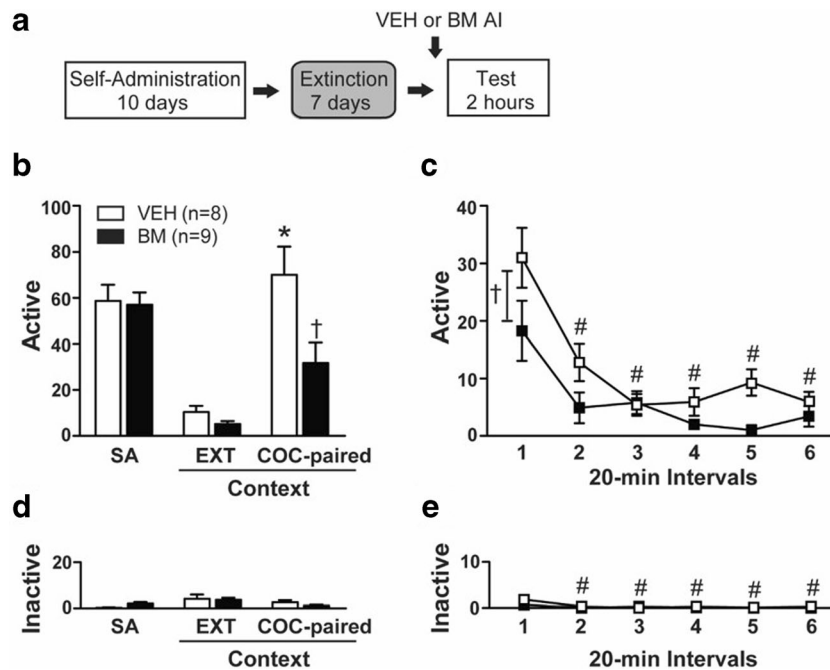 a
VEH or BM AI
Self-Administration
10 days
Extinction
7 days
Test
2 hours
b
Active
100
80
60
40
20
0
VEH (n=8)
BM (n=9)
*
†
SA
EXT
COC-paired
Context
c
Active
40
30
20
10
0
†
#
#
#
#
#
1 2 3 4 5 6
20-min Intervals
d
Inactive
20
0
SA
EXT
COC-paired
Context
e
Inactive
10
0
# # # # #
1 2 3 4 5 6
20-min Intervals